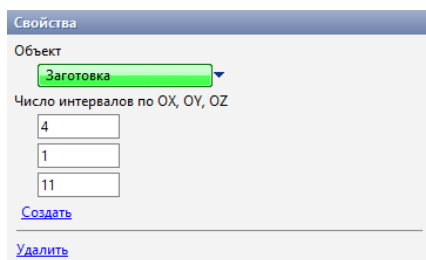 Свойства
Объект
Заготовка
Число интервалов по OX, OY, OZ
4
1
11
Создать
Удалить